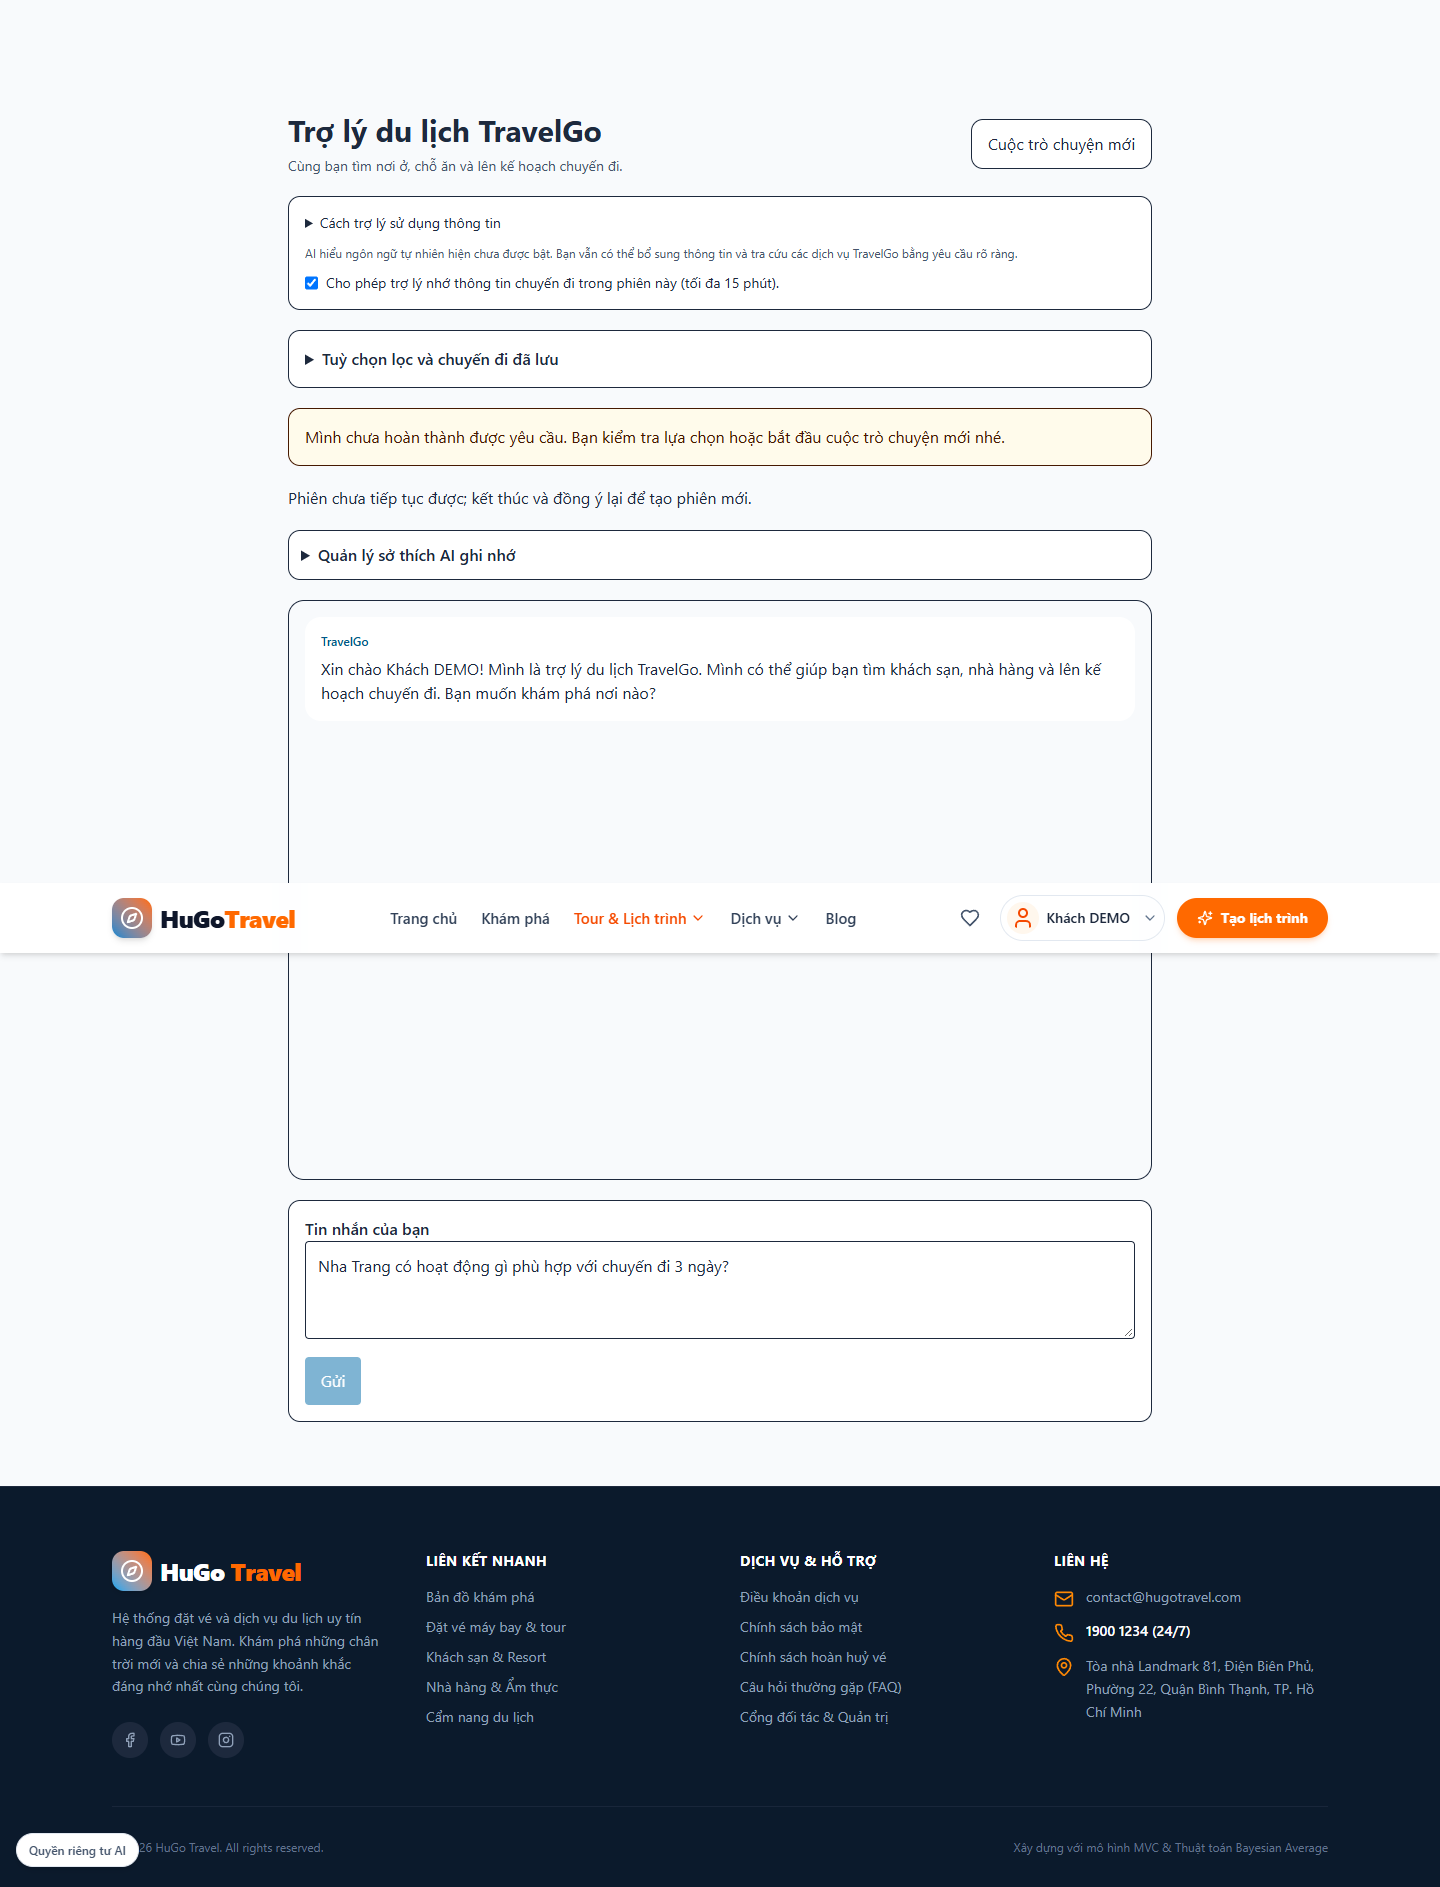 Trợ lý du lịch TravelGo
Cùng bạn tìm nơi ở, chỗ ăn và lên kế hoạch chuyến đi.
Cuộc trò chuyện mới
Cách trợ lý sử dụng thông tin
AI hiểu ngôn ngữ tự nhiên hiện chưa được bật. Bạn vẫn có thể bổ sung thông tin và tra cứu các dịch vụ TravelGo bằng yêu cầu rõ ràng.
Cho phép trợ lý nhớ thông tin chuyến đi trong phiên này (tối đa 15 phút).
Tuỳ chọn lọc và chuyến đi đã lưu
Mình chưa hoàn thành được yêu cầu. Bạn kiểm tra lựa chọn hoặc bắt đầu cuộc trò chuyện mới nhé.
Phiên chưa tiếp tục được; kết thúc và đồng ý lại để tạo phiên mới.
Quản lý sở thích AI ghi nhớ
TravelGo
Xin chào Khách DEMO! Mình là trợ lý du lịch TravelGo. Mình có thể giúp bạn tìm khách sạn, nhà hàng và lên kế
hoạch chuyến đi. Bạn muốn khám phá nơi nào?
HuGoTravel
Trang chủ
Khám phá
Tour & Lịch trình
Dịch vụ
Blog
Khách DEMO
Tạo lịch trình
Tin nhắn của bạn
Nha Trang có hoạt động gì phù hợp với chuyến đi 3 ngày?
Gửi
HuGo Travel
Hệ thống đặt vé và dịch vụ du lịch uy tín
hàng đầu Việt Nam. Khám phá những chân
trời mới và chia sẻ những khoảnh khắc
đáng nhớ nhất cùng chúng tôi.
LIÊN KẾT NHANH
Bản đồ khám phá
Đặt vé máy bay & tour
Khách sạn & Resort
Nhà hàng & Ẩm thực
Cẩm nang du lịch
DỊCH VỤ & HỖ TRỢ
Điều khoản dịch vụ
Chính sách bảo mật
Chính sách hoàn huỷ vé
Câu hỏi thường gặp (FAQ)
Cổng đối tác & Quản trị
LIÊN HỆ
contact@hugotravel.com
1900 1234 (24/7)
Tòa nhà Landmark 81, Điện Biên Phủ,
Phường 22, Quận Bình Thạnh, TP. Hồ
Chí Minh
Quyền riêng tư AI
26 HuGo Travel. All rights reserved.
Xây dựng với mô hình MVC & Thuật toán Bayesian Average